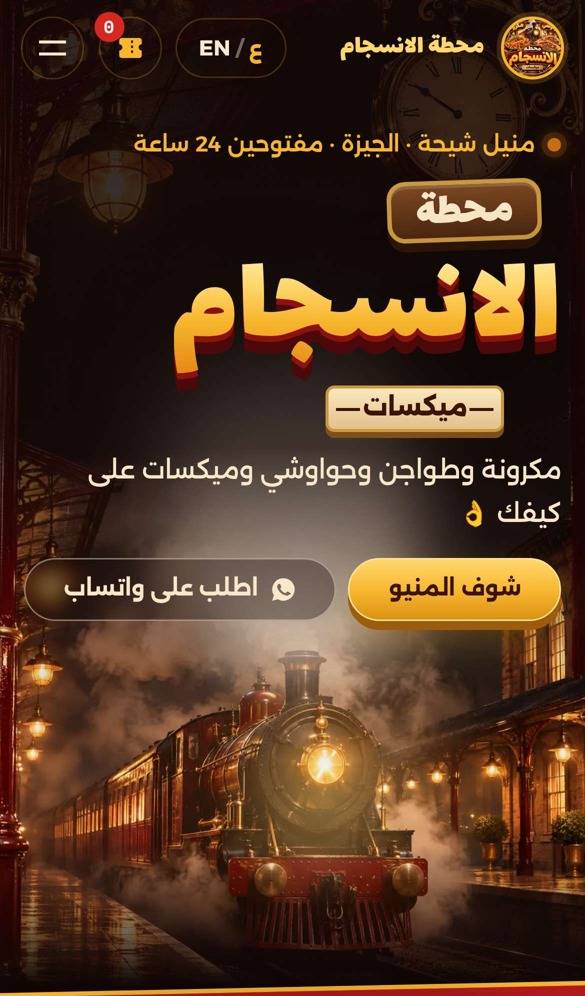 محطة الانسجام
ع / EN
0
منيل شيحة · الجيزة · مفتوحين 24 ساعة
محطة
الانسجام
—ميكسات—
مكرونة وطواجن وحواوشي وميكسات على
كيفك 👌
شوف المنيو
اطلب على واتساب